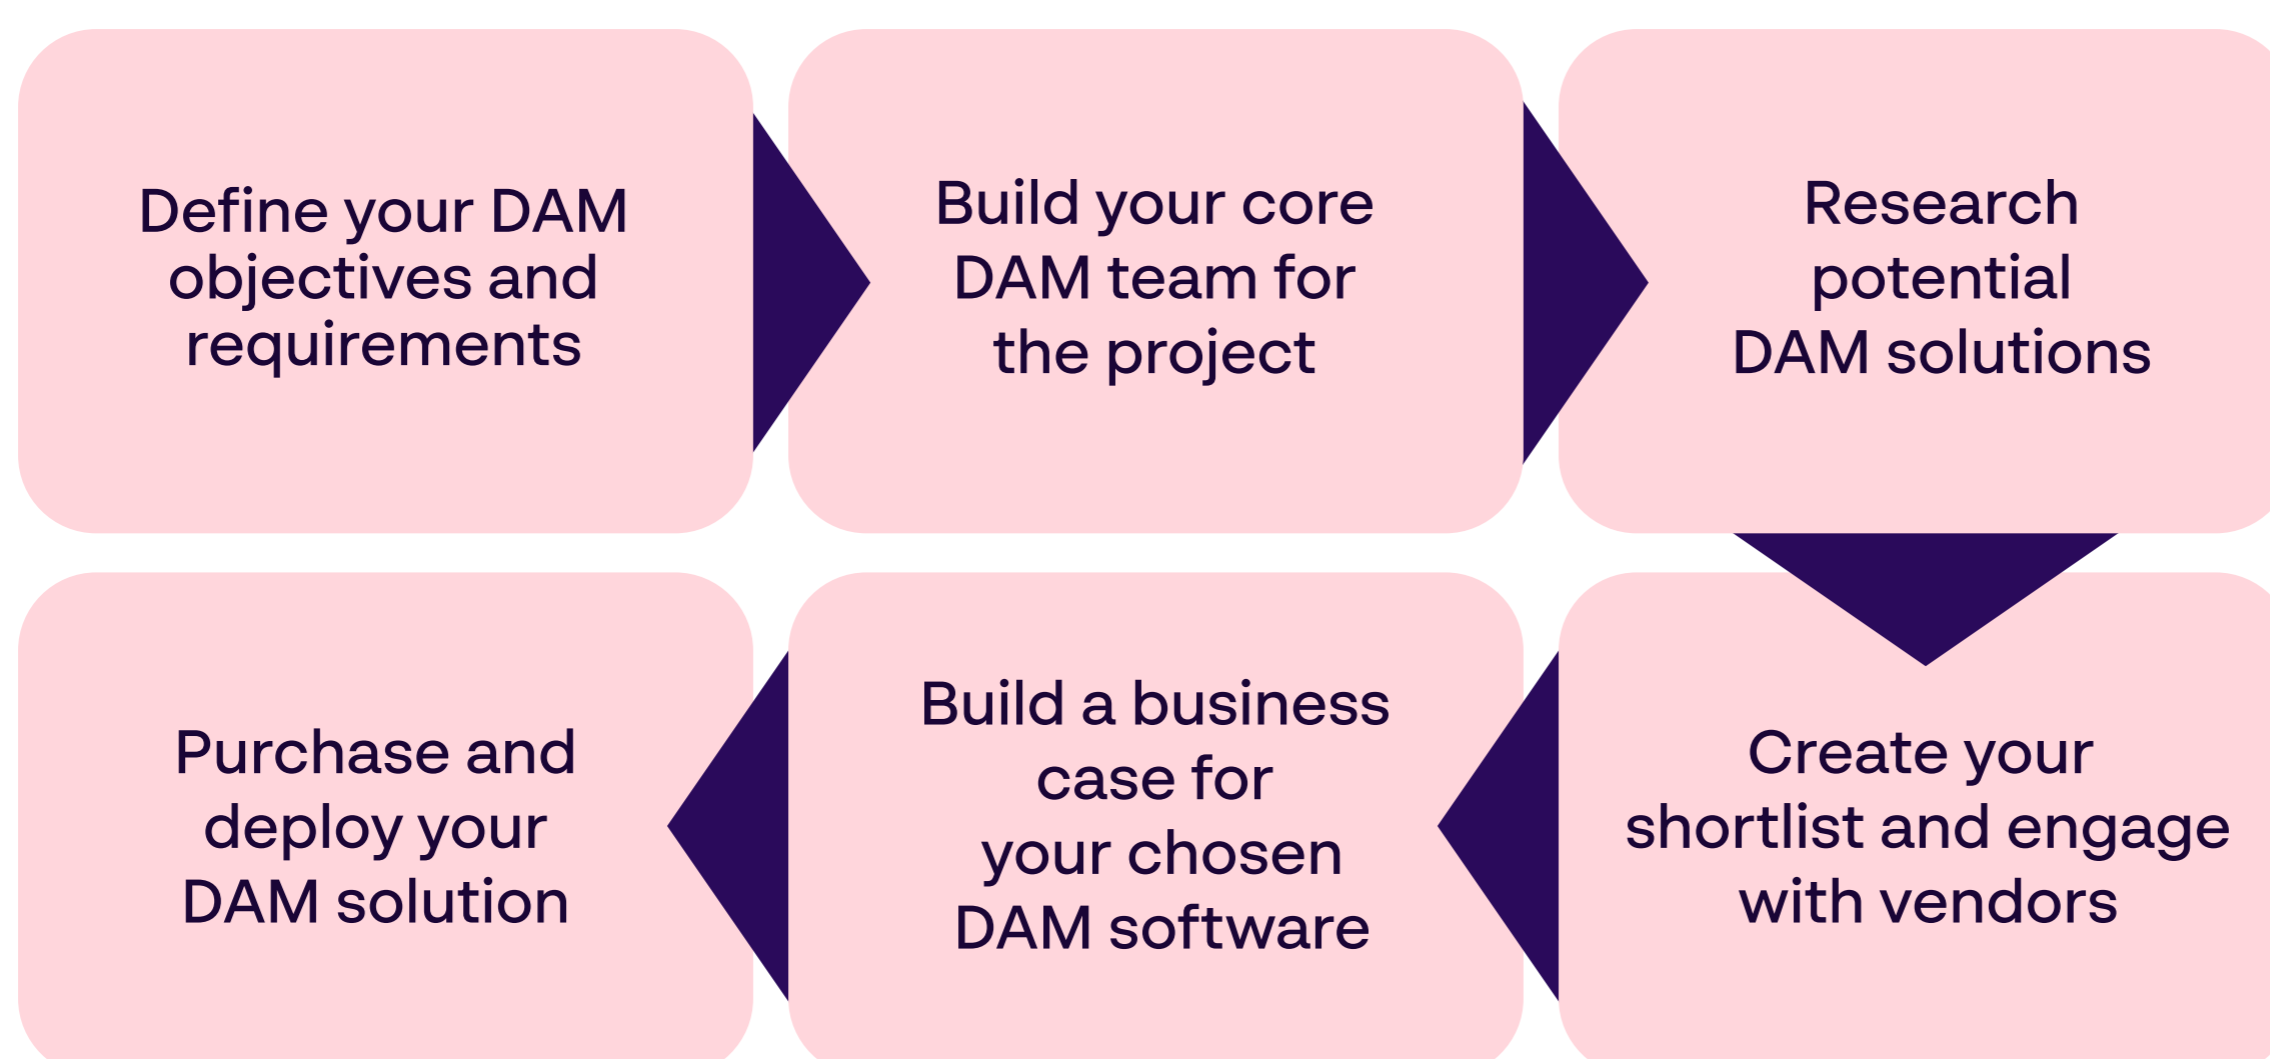 Define your DAM
objectives and
requirements
Build your core
DAM team for
the project
Research
potential
DAM solutions
Create your
shortlist and engage
with vendors
Build a business
case for
your chosen
DAM software
Purchase and
deploy your
DAM solution